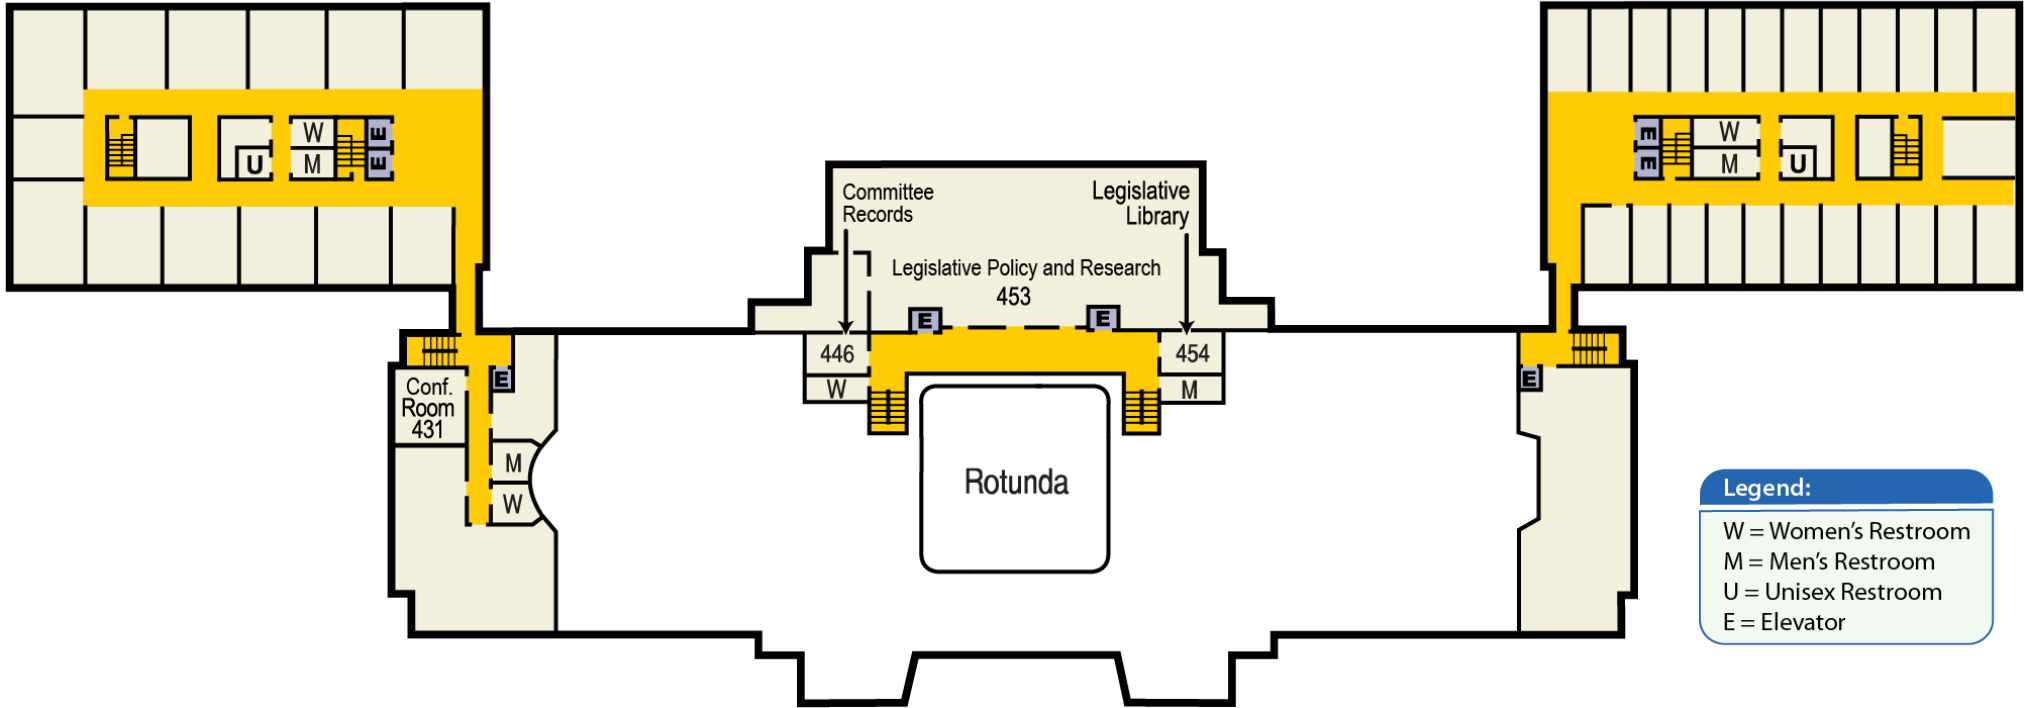 W
M
U
E
E
E
E
W
M
U
Committee
Records
Legislative
Library
Legislative Policy and Research
453
E
E
446
W
454
M
E
Conf.
Room
431
M
W
E
Rotunda
Legend:
W = Women's Restroom
M = Men's Restroom
U = Unisex Restroom
E = Elevator